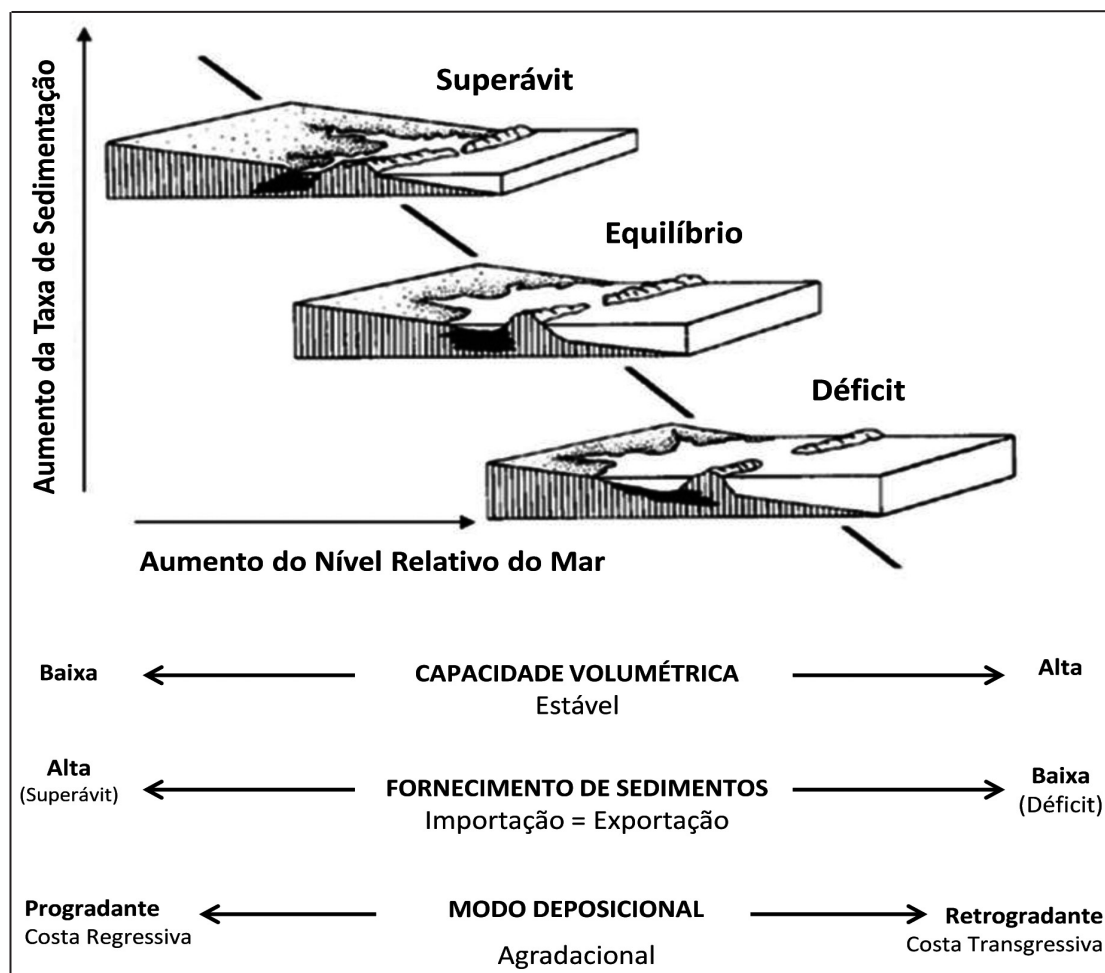 Aumento da Taxa de Sedimentação
Superávit
Equilíbrio
Déficit
Aumento do Nível Relativo do Mar
Baixa
CAPACIDADE VOLUMÉTRICA
Alta
Estável
Alta
(Superávit)
FORNECIMENTO DE SEDIMENTOS
Baixa
(Déficit)
Importação = Exportação
Progradante
Costa Regressiva
MODO DEPOSICIONAL
Retrogradante
Costa Transgressiva
Agradacional